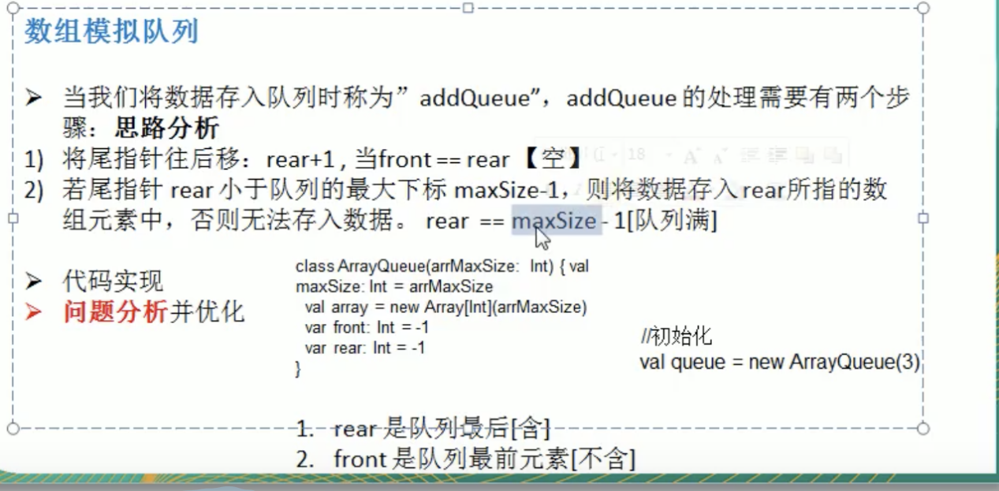 数组模拟队列
➢ 当我们将数据存入队列时称为”addQueue”，addQueue 的处理需要有两个步
骤：思路分析
1) 将尾指针往后移：rear+1 , 当front == rear 【空】
2) 若尾指针 rear 小于队列的最大下标 maxSize-1，则将数据存入 rear所指的数
组元素中，否则无法存入数据。 rear == maxSize - 1[队列满]
➢ 代码实现
➢ 问题分析并优化
class ArrayQueue(arrMaxSize: Int) { val
maxSize: Int = arrMaxSize
val array = new Array[Int](arrMaxSize)
var front: Int = -1
var rear: Int = -1
}
//初始化
val queue = new ArrayQueue(3)
1. rear 是队列最后[含]
2. front 是队列最前元素[不含]
18